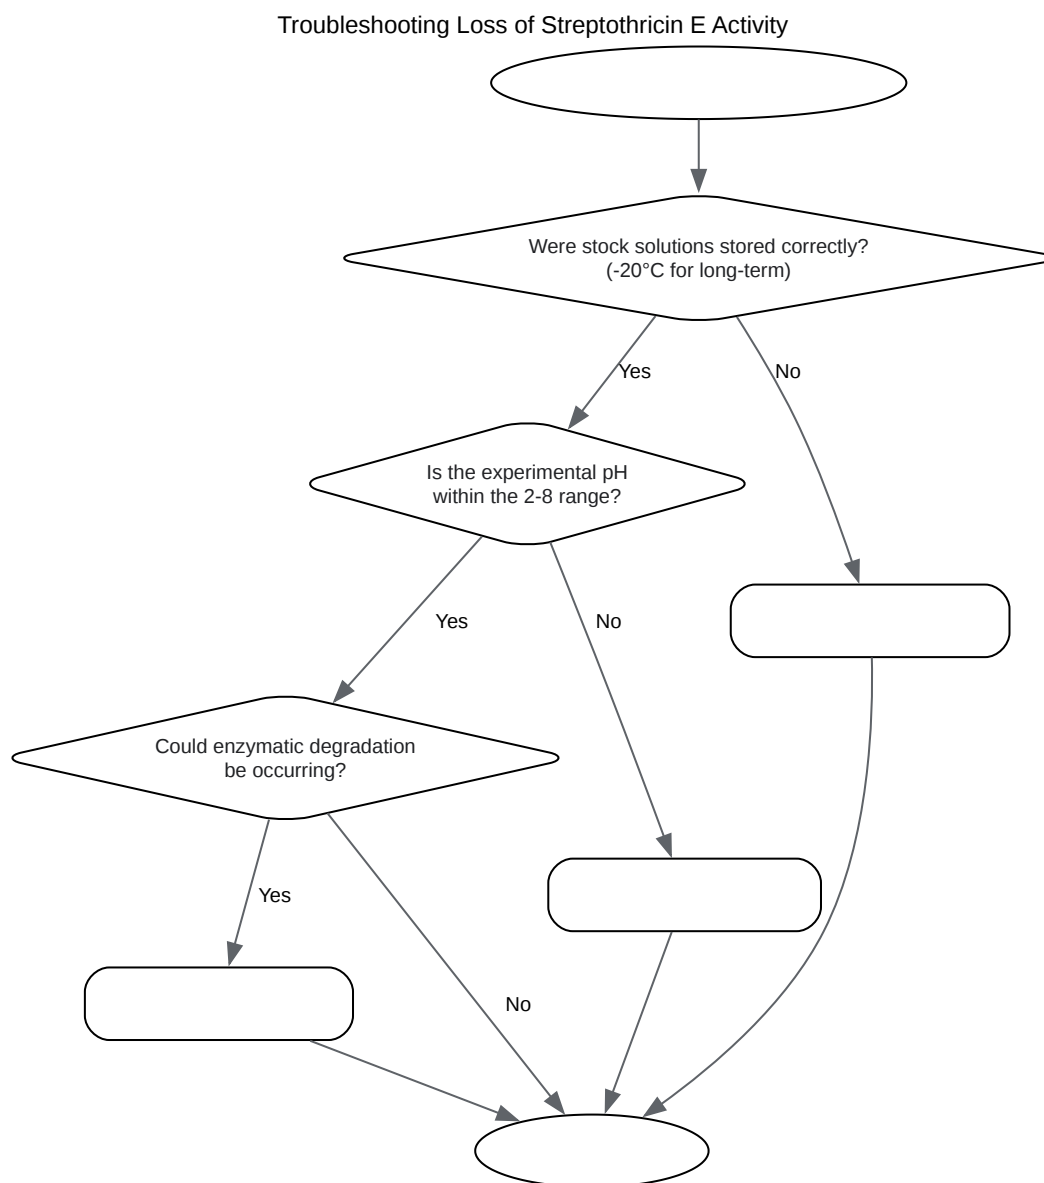 Troubleshooting Loss of Streptothricin E Activity
Were stock solutions stored correctly?
(-20°C for long-term)
Yes
No
Is the experimental pH
within the 2-8 range?
Yes
No
Could enzymatic degradation
be occurring?
Yes
No